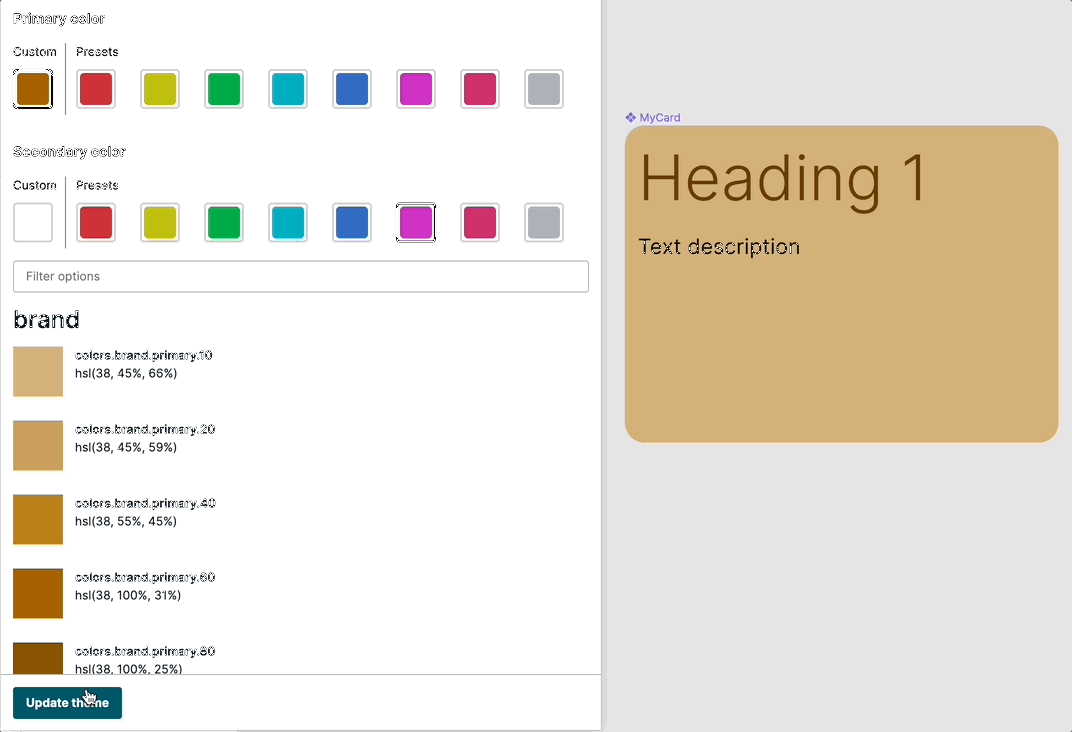 Primary color
Custom Presets
Secondary color
Custom Presets
Filter options
brand
colors.brand.primary.10
hsl(38, 45%, 66%)
colors.brand.primary.20
hsl(38, 45%, 59%)
colors.brand.primary.40
hsl(38, 55%, 45%)
colors.brand.primary.60
hsl(38, 100%, 31%)
colors.brand.primary.80
hsl(38, 100%, 25%)
Update theme
MyCard
Heading 1
Text description